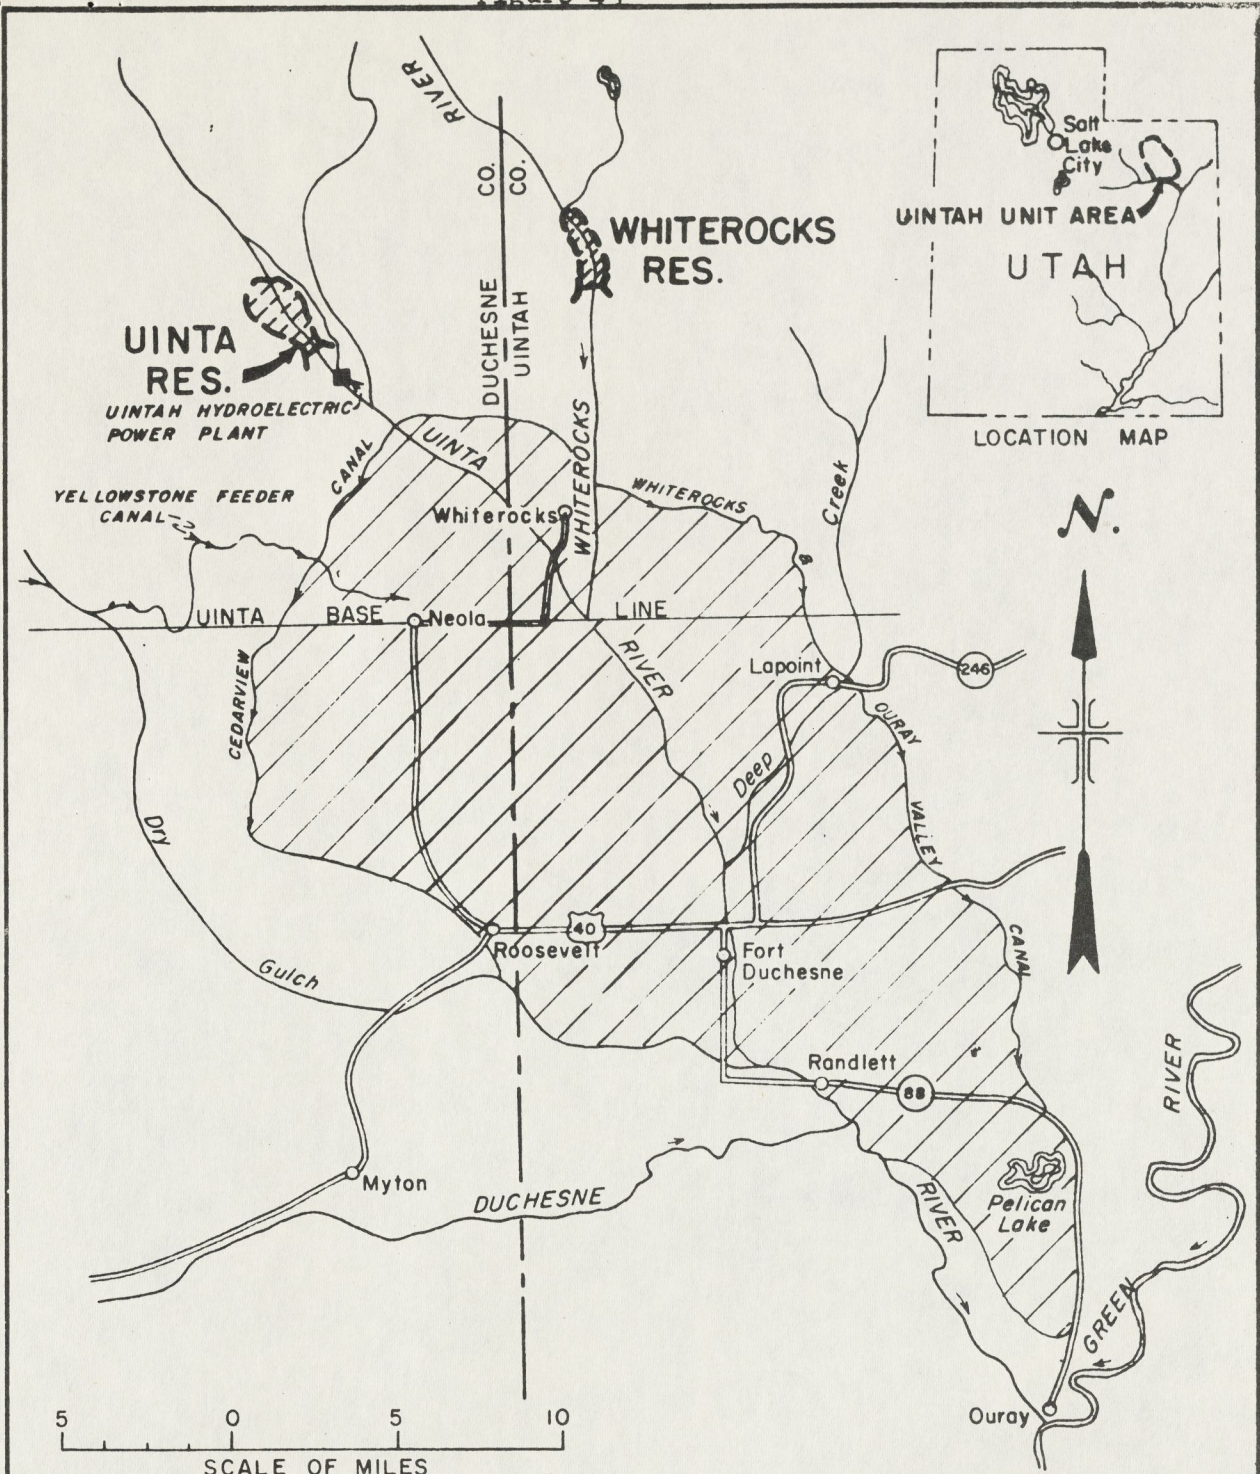 RIVER
CO.
CO.
DUCHESNE
UINTAH
WHITEROCKS
RES.
Salt
Lake
City
UINTAH UNIT AREA
UTAH
LOCATION MAP
UINTA
RES.
UINTAH HYDROELECTRIC
POWER PLANT
CANAL
UINTA
WHITEROCKS
WHITEROCKS
Creek
N.
YELLOWSTONE FEEDER
CANAL
Whiterocks
&
UINTA BASE LINE
Neola
RIVER
Lapoint
246
CEDARVIEW
OURAY
Deep
VALLEY
Dry
40
Roosevelt
CANAL
Fort
Duchesne
Gulch
Randlett
88
RIVER
Myton
DUCHESNE
RIVER
Pelican
Lake
GREEN
Ouray
5 0 5 10
SCALE OF MILES